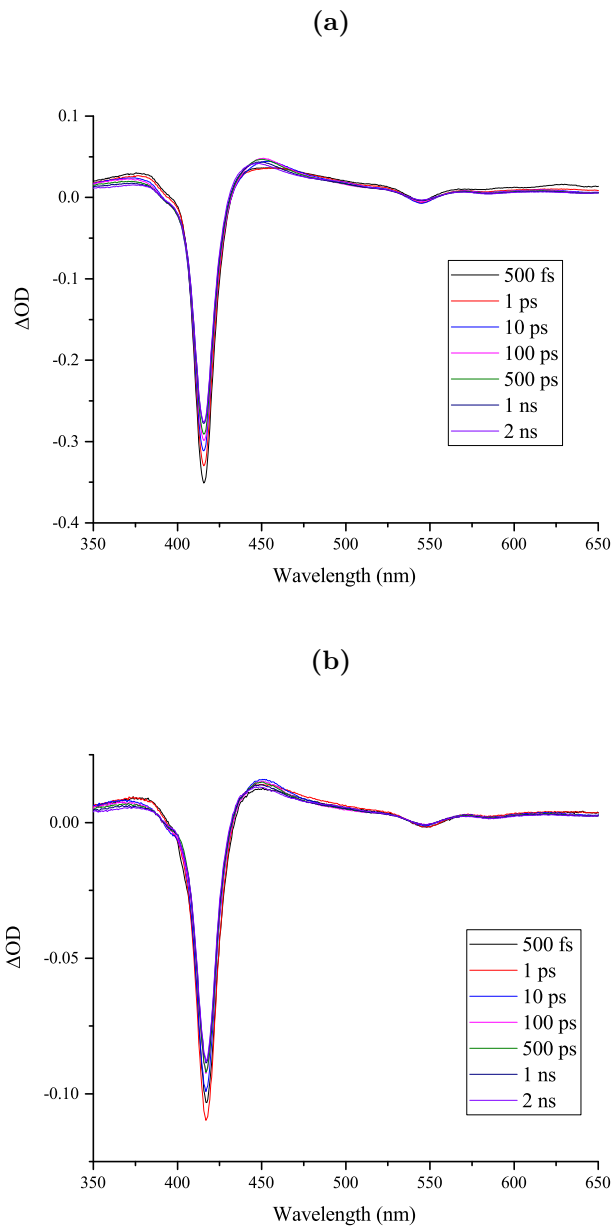 (a)
0.1
0.0
-0.1
-0.2
-0.3
-0.4
ΔOD
500 fs
1 ps
10 ps
100 ps
500 ps
1 ns
2 ns
350 400 450 500 550 600 650
Wavelength (nm)
(b)
0.00
-0.05
-0.10
ΔOD
500 fs
1 ps
10 ps
100 ps
500 ps
1 ns
2 ns
350 400 450 500 550 600 650
Wavelength (nm)